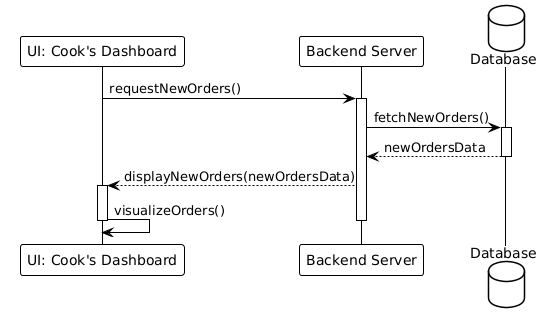 UI: Cook's Dashboard
Backend Server
Database
requestNewOrders()
fetchNewOrders()
newOrdersData
displayNewOrders(newOrdersData)
visualizeOrders()
UI: Cook's Dashboard
Backend Server
Database